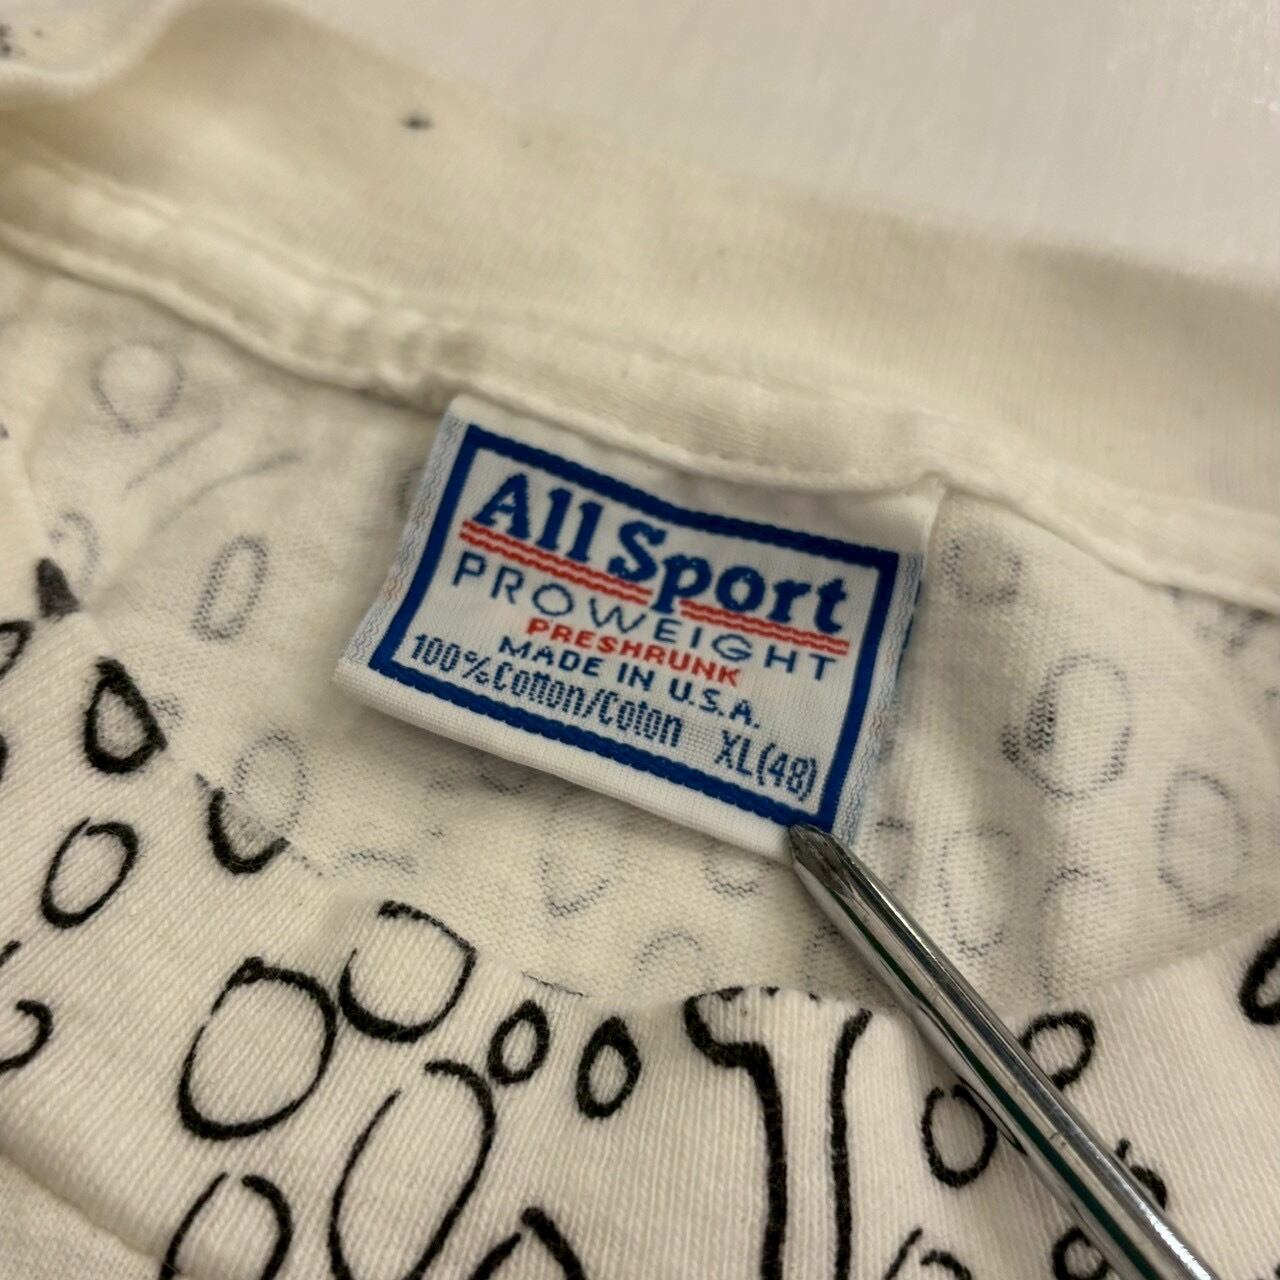 All Sport
PROWEIGHT
PRESHRUNK
MADE IN U.S.A.
100%Cotton/Coton XL(48)